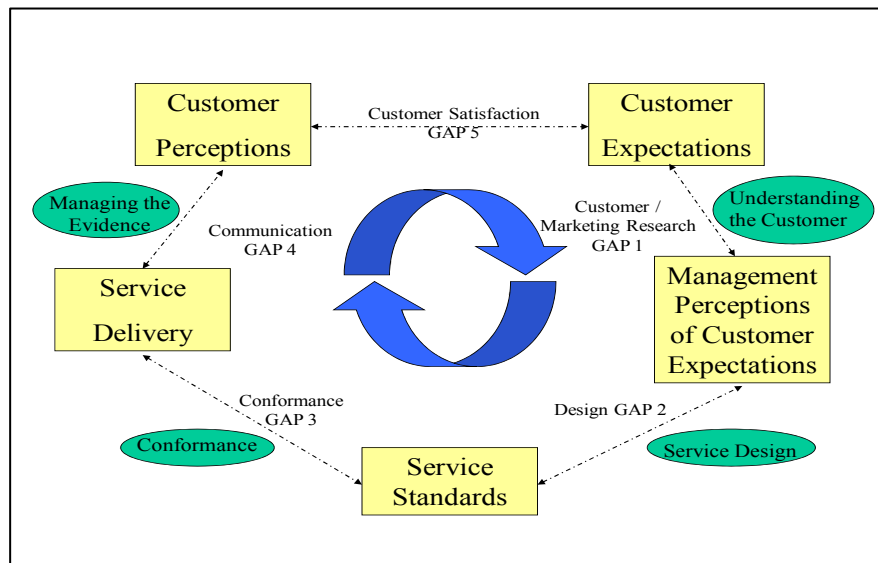 Customer
Perceptions
Customer Satisfaction
GAP 5
Customer
Expectations
Managing the
Evidence
Communication
GAP 4
Customer /
Marketing Research
GAP 1
Understanding
the Customer
Service
Delivery
Management
Perceptions
of Customer
Expectations
Conformance
GAP 3
Design GAP 2
Conformance
Service Design
Service
Standards